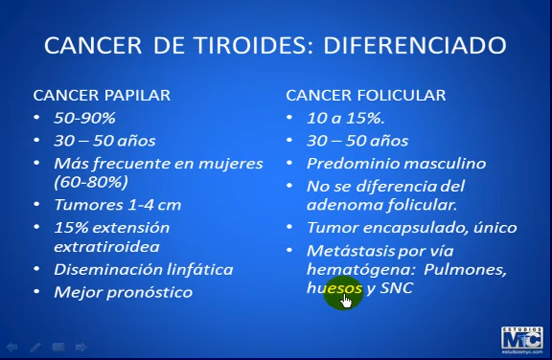 CANCER DE TIROIDES: DIFERENCIADO
CANCER PAPILAR
• 50-90%
• 30 – 50 años
• Más frecuente en mujeres
(60-80%)
• Tumores 1-4 cm
• 15% extensión
extratiroidea
• Diseminación linfática
• Mejor pronóstico
CANCER FOLICULAR
• 10 a 15%.
• 30 – 50 años
• Predominio masculino
• No se diferencia del
adenoma folicular.
• Tumor encapsulado, único
• Metástasis por vía
hematógena: Pulmones,
huesos y SNC
ESTUDIOS
MyC
estudiosmyc.com